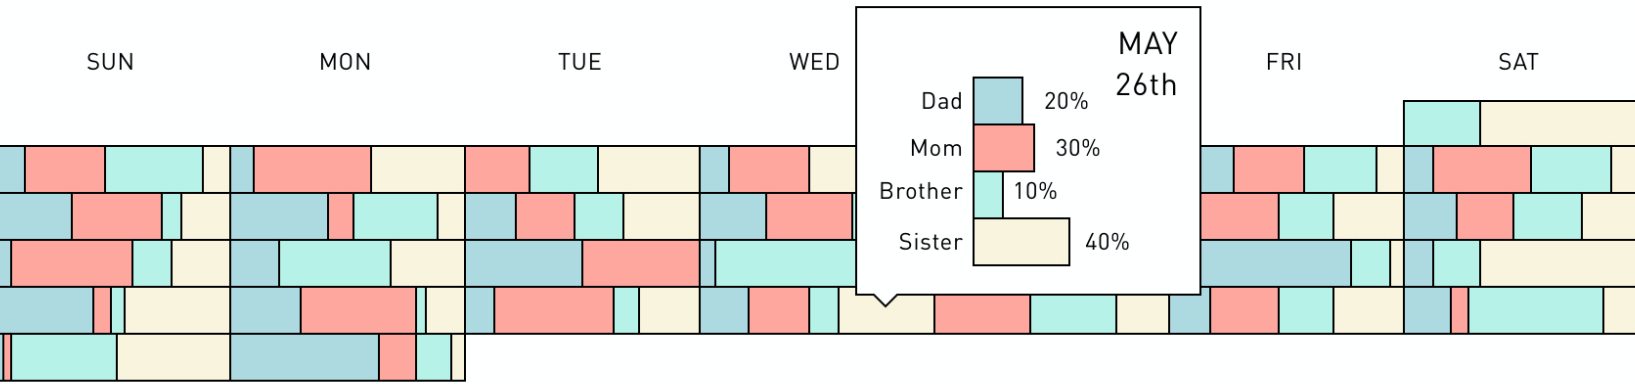 SUN MON TUE WED FRI SAT
MAY
26th
Dad 20%
Mom 30%
Brother 10%
Sister 40%